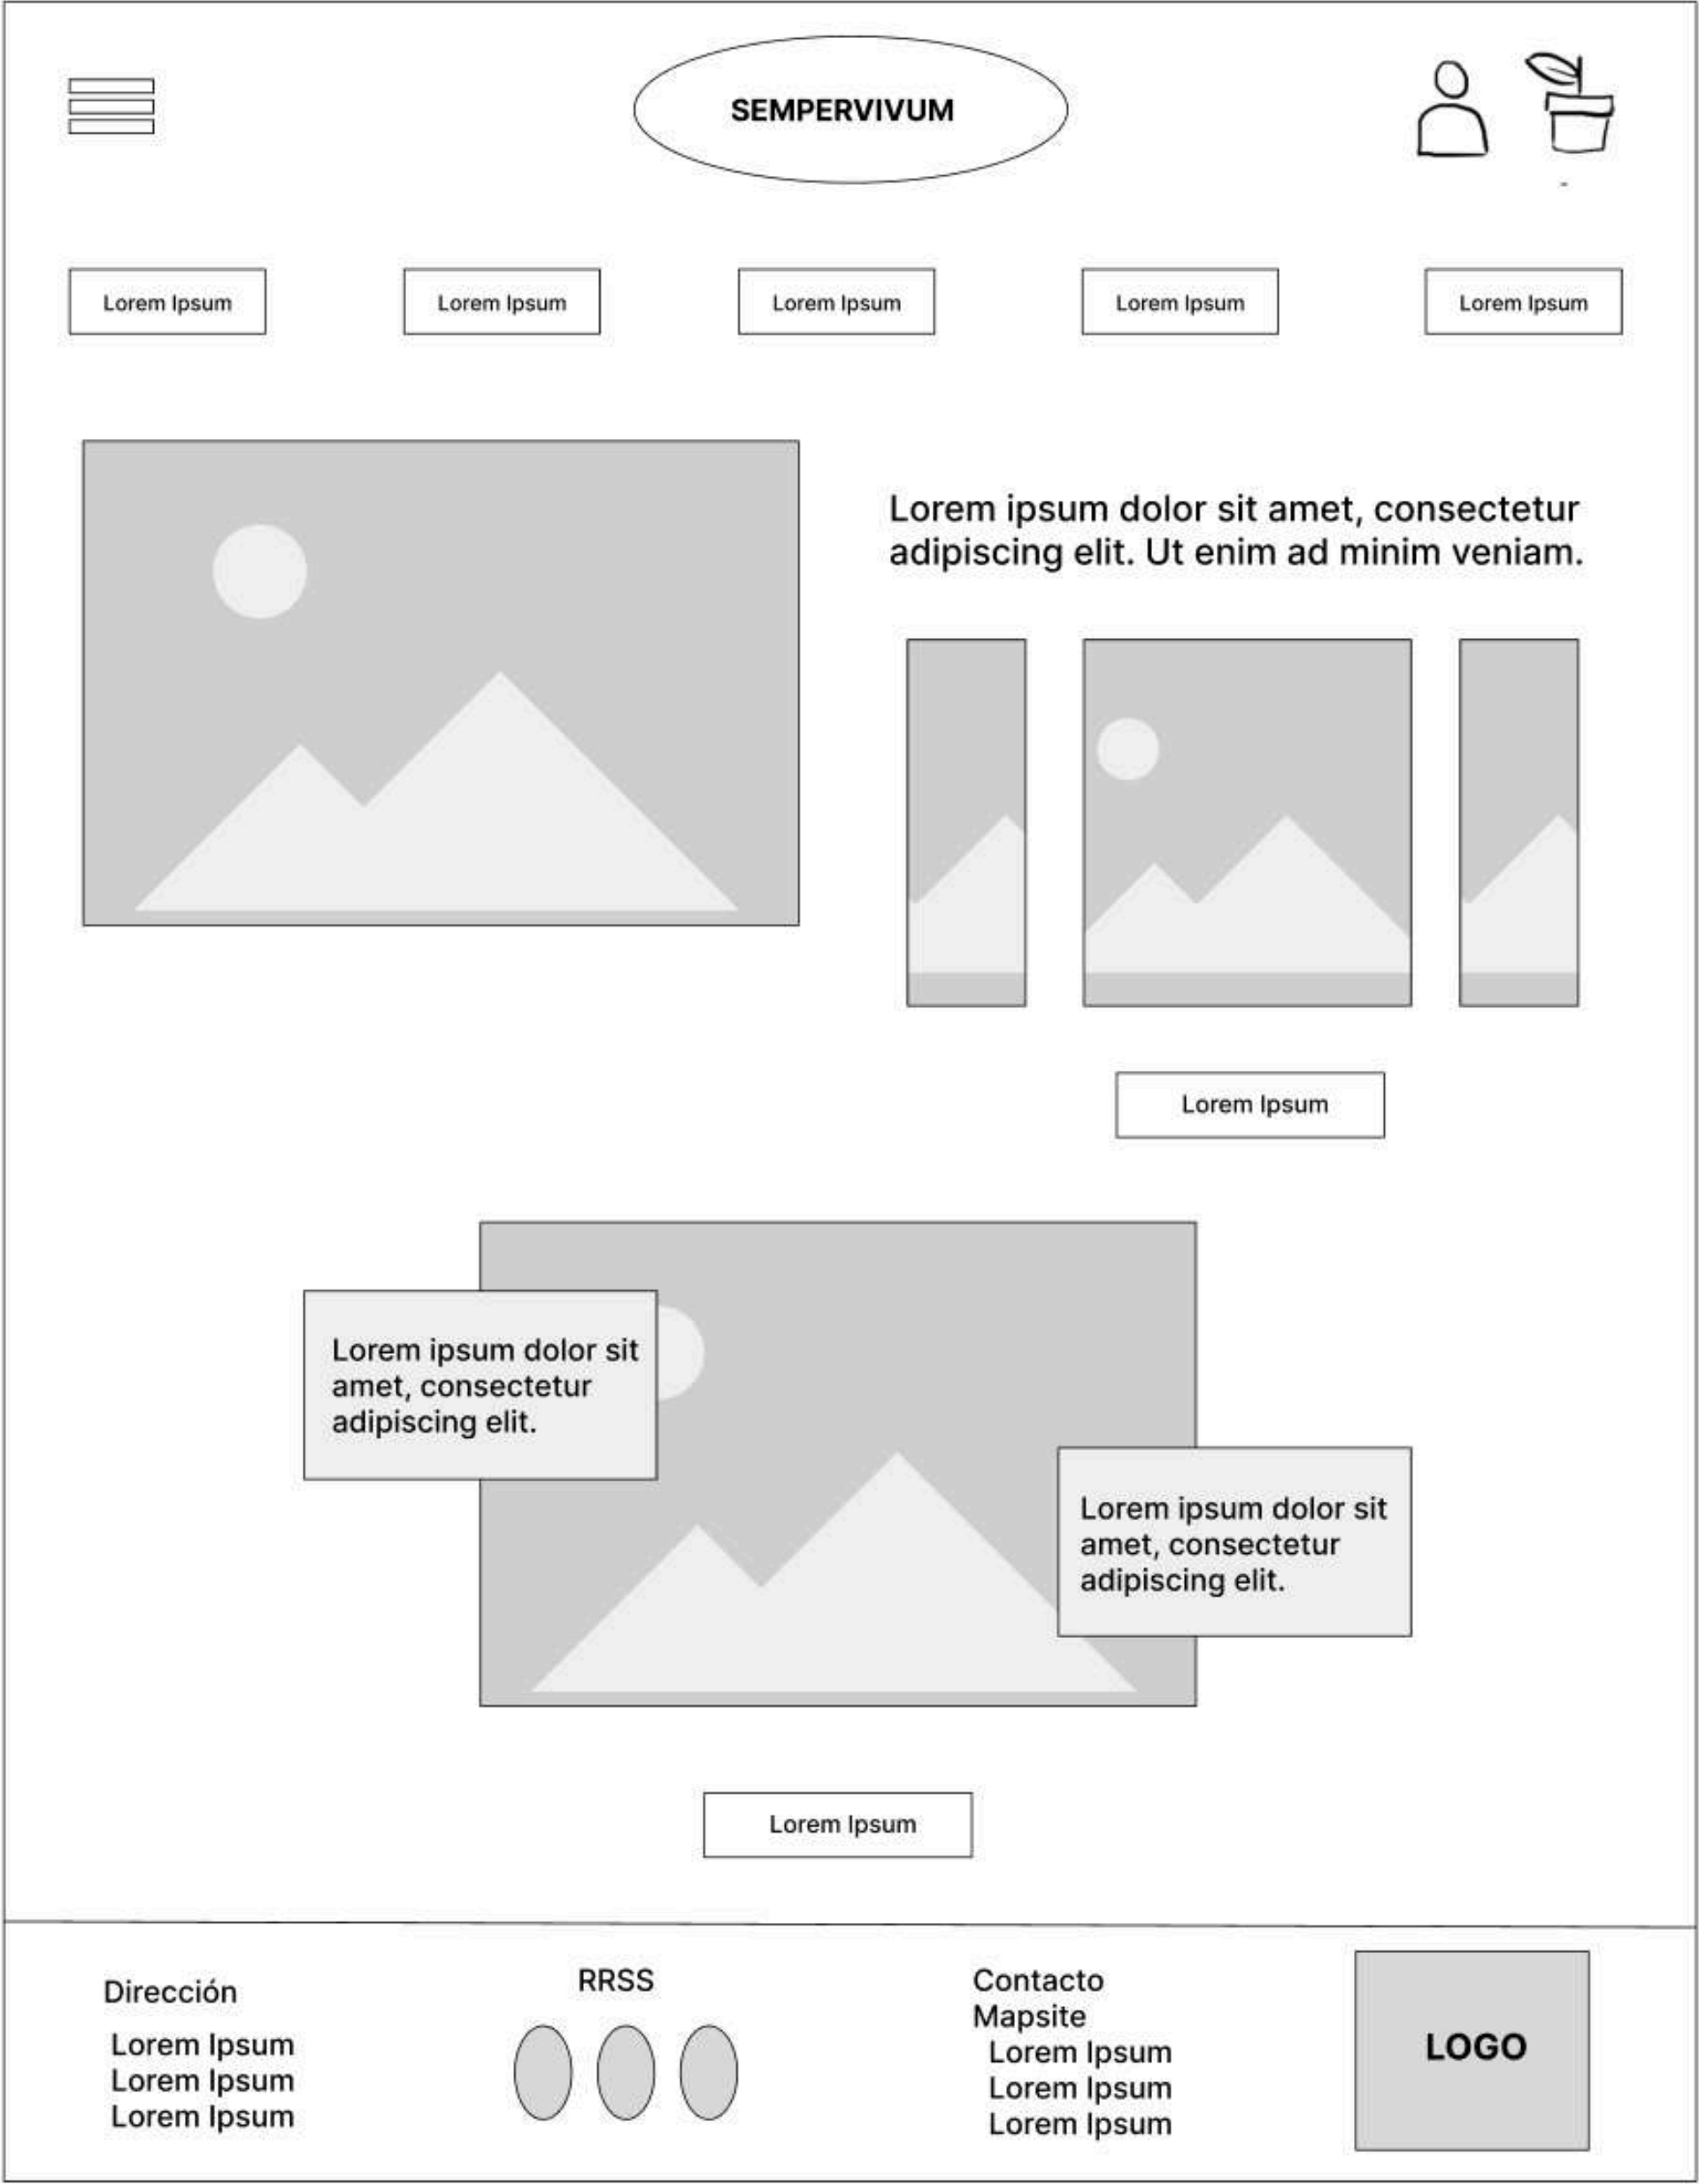 SEMPERVIVUM
Lorem Ipsum
Lorem Ipsum
Lorem Ipsum
Lorem Ipsum
Lorem Ipsum
Lorem ipsum dolor sit amet, consectetur
adipiscing elit. Ut enim ad minim veniam.
Lorem Ipsum
Lorem ipsum dolor sit
amet, consectetur
adipiscing elit.
Lorem ipsum dolor sit
amet, consectetur
adipiscing elit.
Lorem Ipsum
Dirección
Lorem Ipsum
Lorem Ipsum
Lorem Ipsum
RRSS
Contacto
Mapsite
Lorem Ipsum
Lorem Ipsum
Lorem Ipsum
LOGO